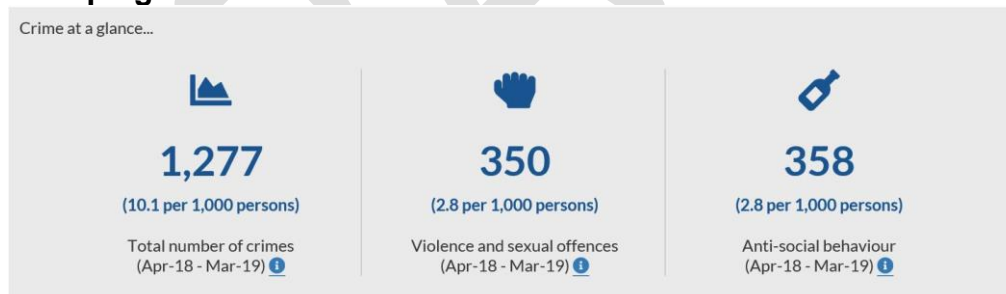 Crime at a glance...
1,277
(10.1 per 1,000 persons)
Total number of crimes
(Apr-18 - Mar-19)
350
(2.8 per 1,000 persons)
Violence and sexual offences
(Apr-18 - Mar-19)
358
(2.8 per 1,000 persons)
Anti-social behaviour
(Apr-18 - Mar-19)